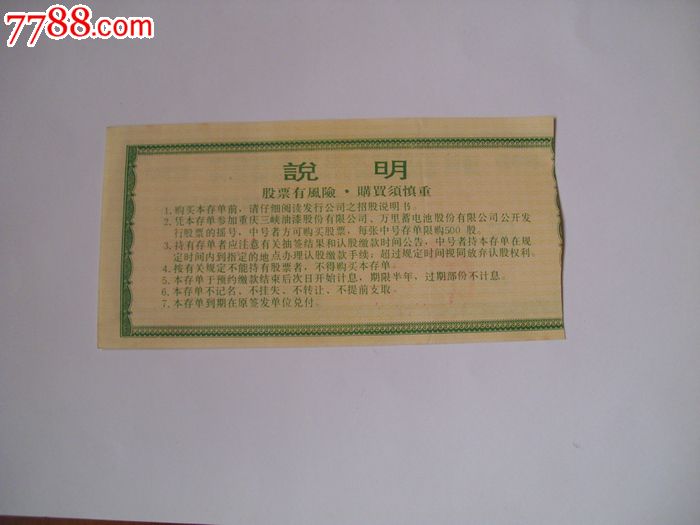 7788.com
說 明
股票有風險·購買須慎重
1. 购买本存单前，请仔细阅读发行公司之招股说明书。
2. 凭本存单参加重庆三峡油漆股份有限公司、万里蓄电池股份有限公司公开发
行股票的摇号，中号者方可购买股票，每张中号存单限购500 股。
3. 持有存单者应注意有关抽签结果和认股缴款时间公告，中号者持本存单在规
定时间内到指定的地点办理认股缴款手续；超过规定时间视同放弃认股权利。
4. 按有关规定不能持有股票者，不得购买本存单。
5. 本存单于预约缴款结束后次日开始计息，期限半年，过期部份不计息。
6. 本存单不记名、不挂失、不转让、不提前支取。
7. 本存单到期在原签发单位兑付。